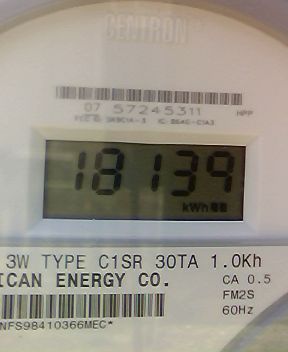 CENTRON
07 57245311 HPP
18139
kWh
3W TYPE C1SR 30TA 1.0Kh
ICAN ENERGY CO. CA 0.5
FM2S
NFS98410366MEC* 60Hz